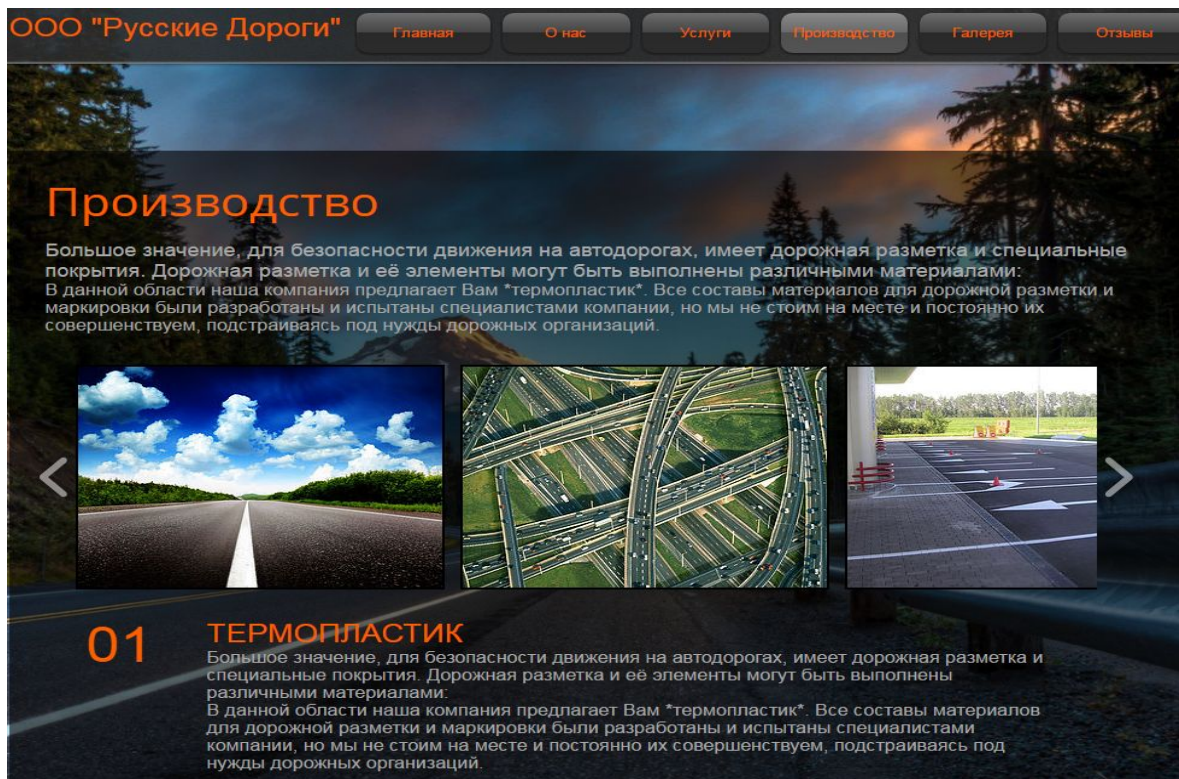 ООО "Русские Дороги"
Главная
О нас
Услуги
Производство
Галерея
Отзывы
Производство
Большое значение, для безопасности движения на автодорогах, имеет дорожная разметка и специальные
покрытия. Дорожная разметка и её элементы могут быть выполнены различными материалами:
В данной области наша компания предлагает Вам *термопластик*. Все составы материалов для дорожной разметки и
маркировки были разработаны и испытаны специалистами компании, но мы не стоим на месте и постоянно их
совершенствуем, подстраиваясь под нужды дорожных организаций.
01
ТЕРМОПЛАСТИК
Большое значение, для безопасности движения на автодорогах, имеет дорожная разметка и
специальные покрытия. Дорожная разметка и её элементы могут быть выполнены
различными материалами:
В данной области наша компания предлагает Вам *термопластик*. Все составы материалов
для дорожной разметки и маркировки были разработаны и испытаны специалистами
компании, но мы не стоим на месте и постоянно их совершенствуем, подстраиваясь под
нужды дорожных организаций.